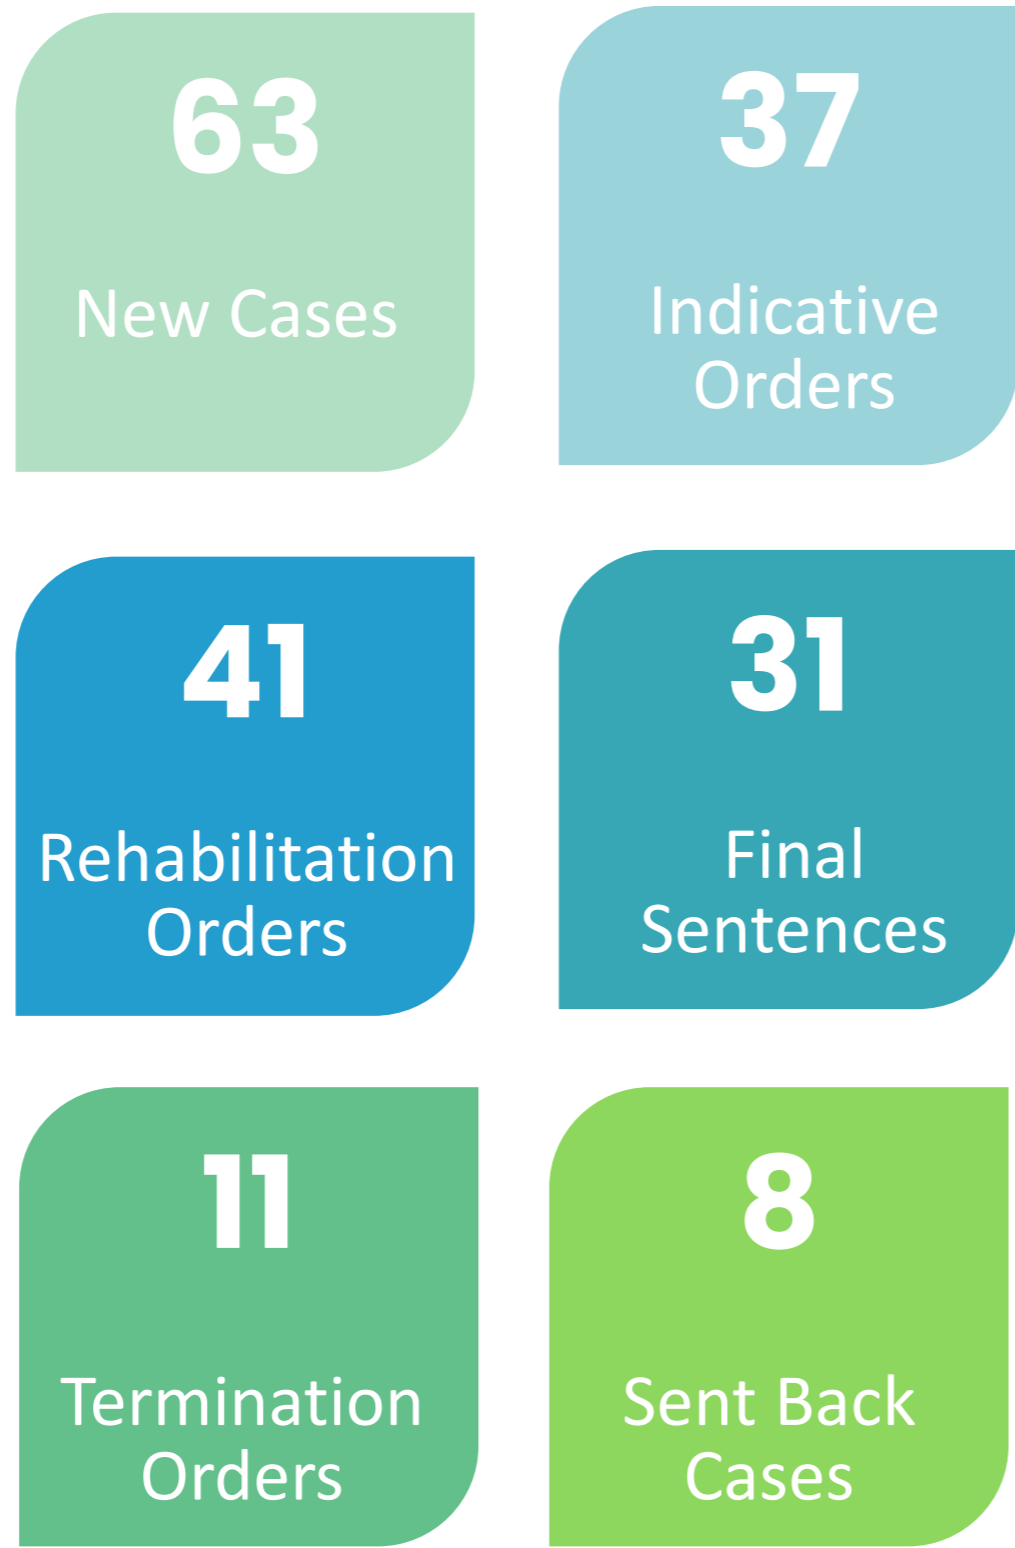 63
New Cases
37
Indicative
Orders
41
Rehabilitation
Orders
31
Final
Sentences
11
Termination
Orders
8
Sent Back
Cases